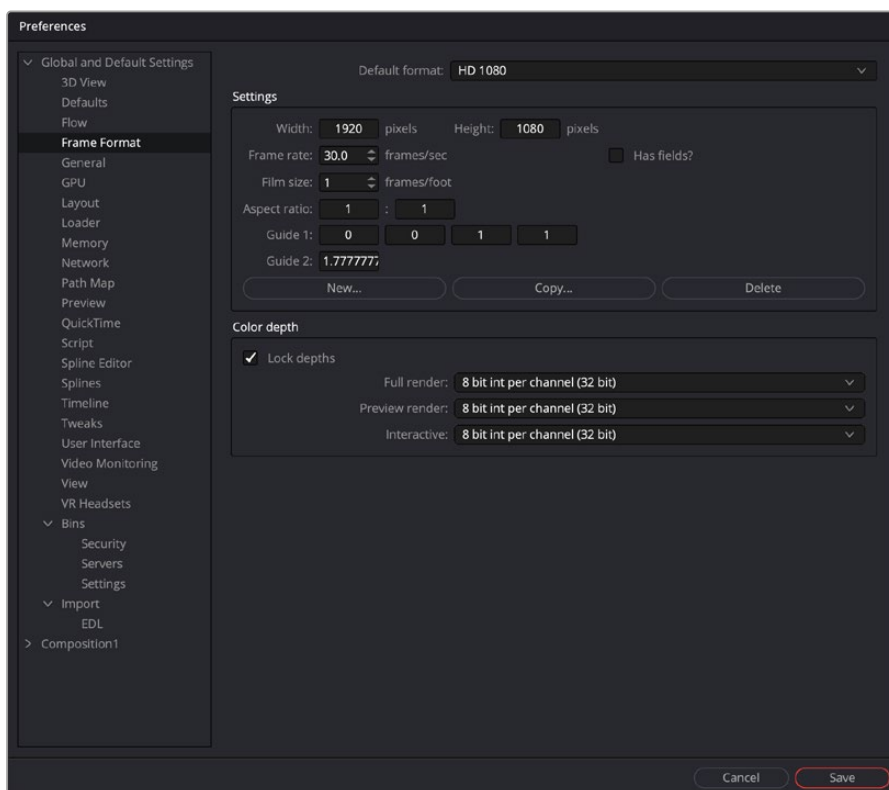 Preferences
Global and Default Settings
3D View
Defaults
Flow
Frame Format
General
GPU
Layout
Loader
Memory
Network
Path Map
Preview
QuickTime
Script
Spline Editor
Splines
Timeline
Tweaks
User Interface
Video Monitoring
View
VR Headsets
Bins
Security
Servers
Settings
Import
EDL
Composition1
Default format: HD 1080
Settings
Width: 1920 pixels Height: 1080 pixels
Frame rate: 30.0 frames/sec Has fields?
Film size: 1 frames/foot
Aspect ratio: 1 : 1
Guide 1: 0 0 1 1
Guide 2: 1.7777777
New... Copy... Delete
Color depth
Lock depths
Full render: 8 bit int per channel (32 bit)
Preview render: 8 bit int per channel (32 bit)
Interactive: 8 bit int per channel (32 bit)
Cancel Save